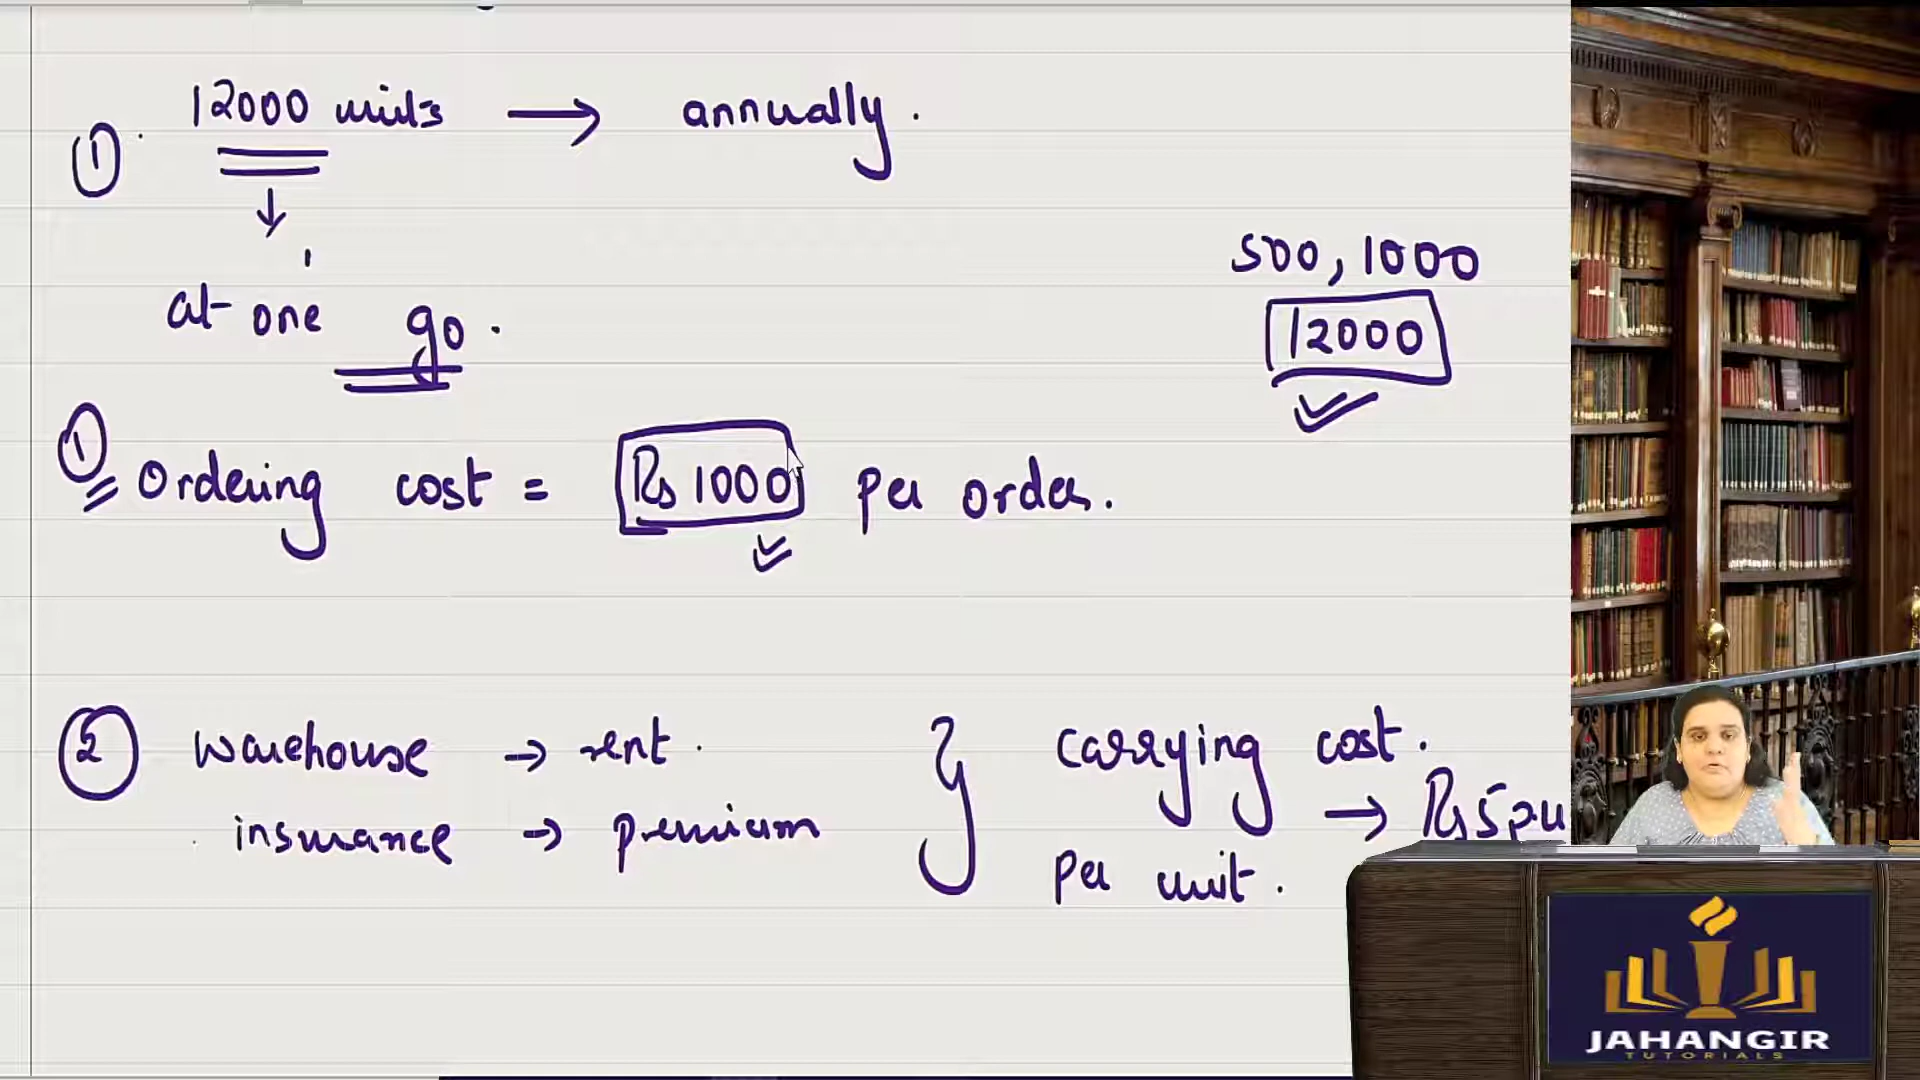 ① 12000 units → annually.
↓
at one go.
500, 1000
12000
① Ordering cost = Rs 1000 per order.
② warehouse → rent.
insurance → premium
} carrying cost.
per unit.
→ Rs 5 p.u
JAHANGIR
TUTORIALS